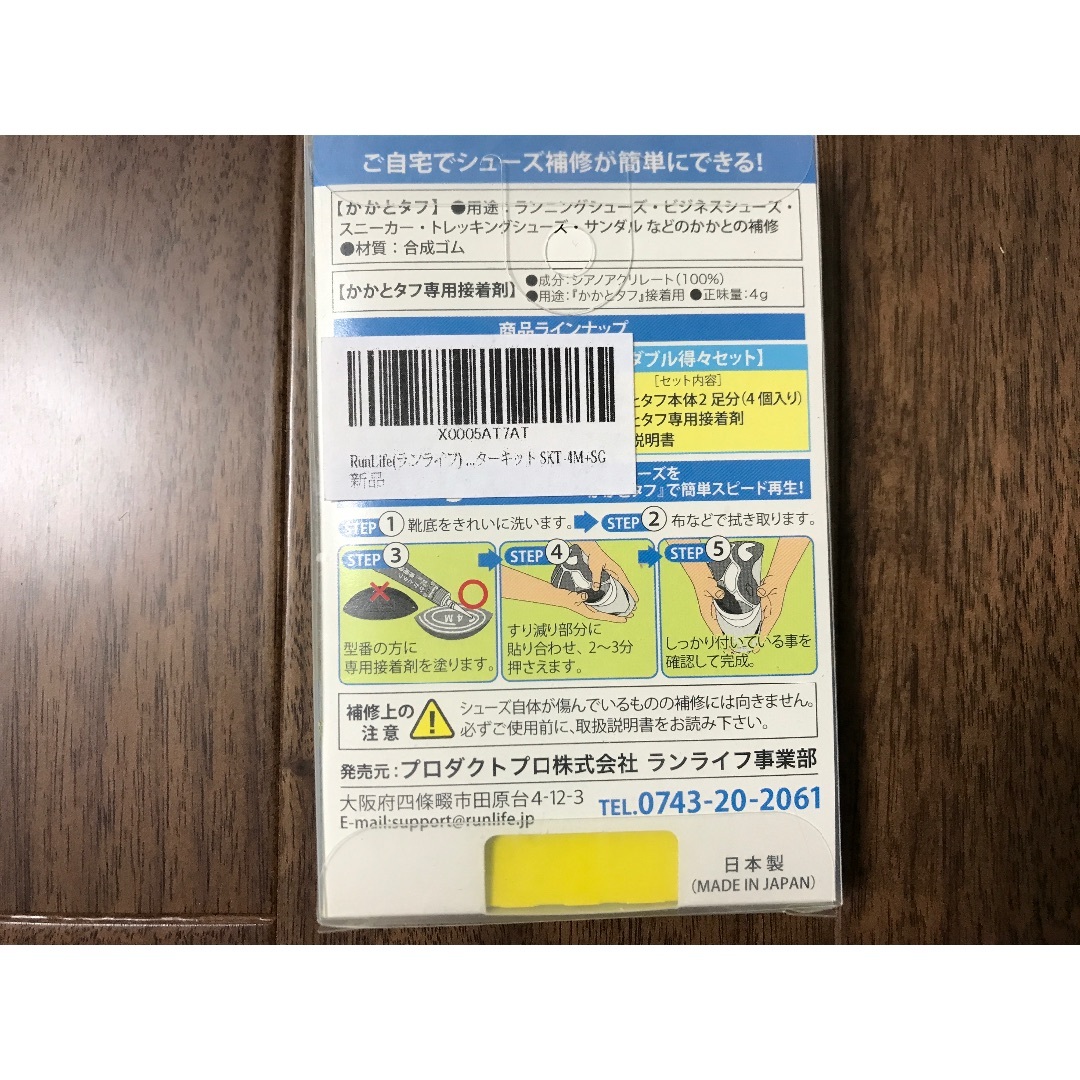 ご自宅でシューズ補修が簡単にできる!
【かかとタフ】 ●用途:ランニングシューズ・ビジネスシューズ・
スニーカー・トレッキングシューズ・サンダル などのかかとの補修
●材質:合成ゴム
【かかとタフ専用接着剤】
●成分:シアノアクリレート(100%)
●用途:『かかとタフ』接着用 ●正味量:4g
商品ラインナップ
ダブル得々セット】
[セット内容]
とタフ本体2足分(4個入り)
とタフ専用接着剤
説明書
X0005AT7AT
RunLife(ランライフ) ...ターキット SKT-4M+SG
新品
ーズを
かかとタフ』で簡単スピード再生!
STEP 1 靴底をきれいに洗います。
STEP 2 布などで拭き取ります。
STEP 3
4M
型番の方に
専用接着剤を塗ります。
STEP 4
すり減り部分に
貼り合わせ、2〜3分
押さえます。
STEP 5
しっかり付いている事を
確認して完成。
補修上の
注意
シューズ自体が傷んでいるものの補修には向きません。
必ずご使用前に、取扱説明書をお読み下さい。
発売元:プロダクトプロ株式会社 ランライフ事業部
大阪府四條畷市田原台4-12-3
TEL.0743-20-2061
E-mail:support@runlife.jp
日本製
(MADE IN JAPAN)